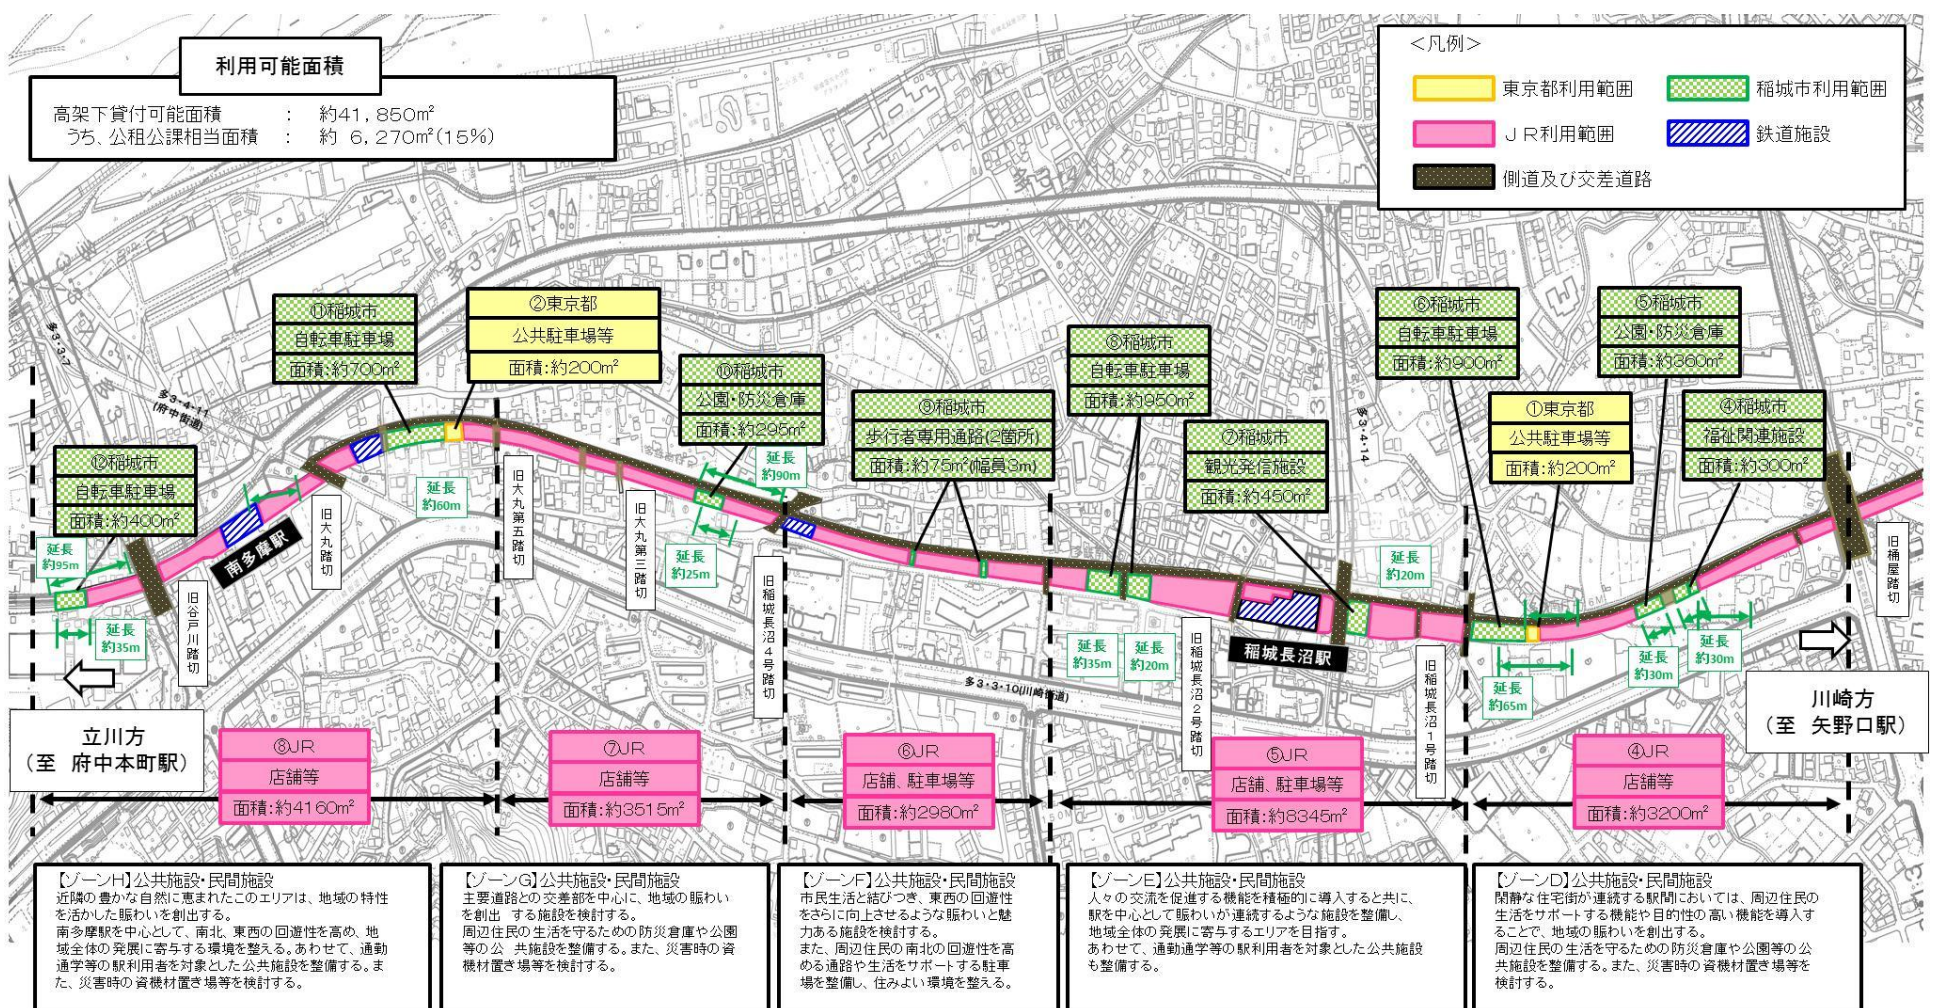 利用可能面積
高架下貸付可能面積 : 約41,850m²
うち、公租公課相当面積 : 約 6,270m²(15%)
<凡例>
東京都利用範囲
稲城市利用範囲
JR利用範囲
鉄道施設
側道及び交差道路
多3・3・7
多3・4・11
(府中街道)
⑪稲城市
自転車駐車場
面積:約700m²
②東京都
公共駐車場等
面積:約200m²
⑩稲城市
公園・防災倉庫
面積:約295m²
⑨稲城市
歩行者専用通路(2箇所)
面積:約75m²(幅員3m)
⑧稲城市
自転車駐車場
面積:約950m²
⑦稲城市
観光発信施設
面積:約450m²
多3・4・14
⑥稲城市
自転車駐車場
面積:約900m²
①東京都
公共駐車場等
面積:約200m²
⑤稲城市
公園・防災倉庫
面積:約360m²
④稲城市
福祉関連施設
面積:約300m²
⑫稲城市
自転車駐車場
面積:約400m²
延長
約95m
延長
約35m
旧谷戸川踏切
南多摩駅
旧大丸踏切
延長
約60m
旧大丸第五踏切
旧大丸第三踏切
延長
約90m
延長
約25m
旧稲城長沼4号踏切
延長
約35m
延長
約20m
旧稲城長沼2号踏切
稲城長沼駅
延長
約20m
旧稲城長沼1号踏切
延長
約65m
延長
約30m
延長
約30m
旧桶屋踏切
多3・3・10(川崎街道)
立川方
(至 府中本町駅)
川崎方
(至 矢野口駅)
⑧JR
店舗等
面積:約4160m²
⑦JR
店舗等
面積:約3515m²
⑥JR
店舗、駐車場等
面積:約2980m²
⑤JR
店舗、駐車場等
面積:約8345m²
④JR
店舗等
面積:約3200m²
【ゾーンH】公共施設・民間施設
近隣の豊かな自然に恵まれたこのエリアは、地域の特性
を活かした賑わいを創出する。
南多摩駅を中心として、南北、東西の回遊性を高め、地
域全体の発展に寄与する環境を整える。あわせて、通勤
通学等の駅利用者を対象とした公共施設を整備する。ま
た、災害時の資機材置き場等を検討する。
【ゾーンG】公共施設・民間施設
主要道路との交差部を中心に、地域の賑わい
を創出 する施設を検討する。
周辺住民の生活を守るための防災倉庫や公園
等の公 共施設を整備する。また、災害時の資
機材置き場等を検討する。
【ゾーンF】公共施設・民間施設
市民生活と結びつき、東西の回遊性
をさらに向上させるような賑わいと魅
力ある施設を検討する。
また、周辺住民の南北の回遊性を高
める通路や生活をサポートする駐車
場を整備し、住みよい環境を整える。
【ゾーンE】公共施設・民間施設
人々の交流を促進する機能を積極的に導入すると共に、
駅を中心として賑わいが連続するような施設を整備し、
地域全体の発展に寄与するエリアを目指す。
あわせて、通勤通学等の駅利用者を対象とした公共施設
も整備する。
【ゾーンD】公共施設・民間施設
閑静な住宅街が連続する駅間においては、周辺住民の
生活をサポートする機能や目的性の高い機能を導入す
ることで、地域の賑わいを創出する。
周辺住民の生活を守るための防災倉庫や公園等の公
共施設を整備する。また、災害時の資機材置き場等を
検討する。